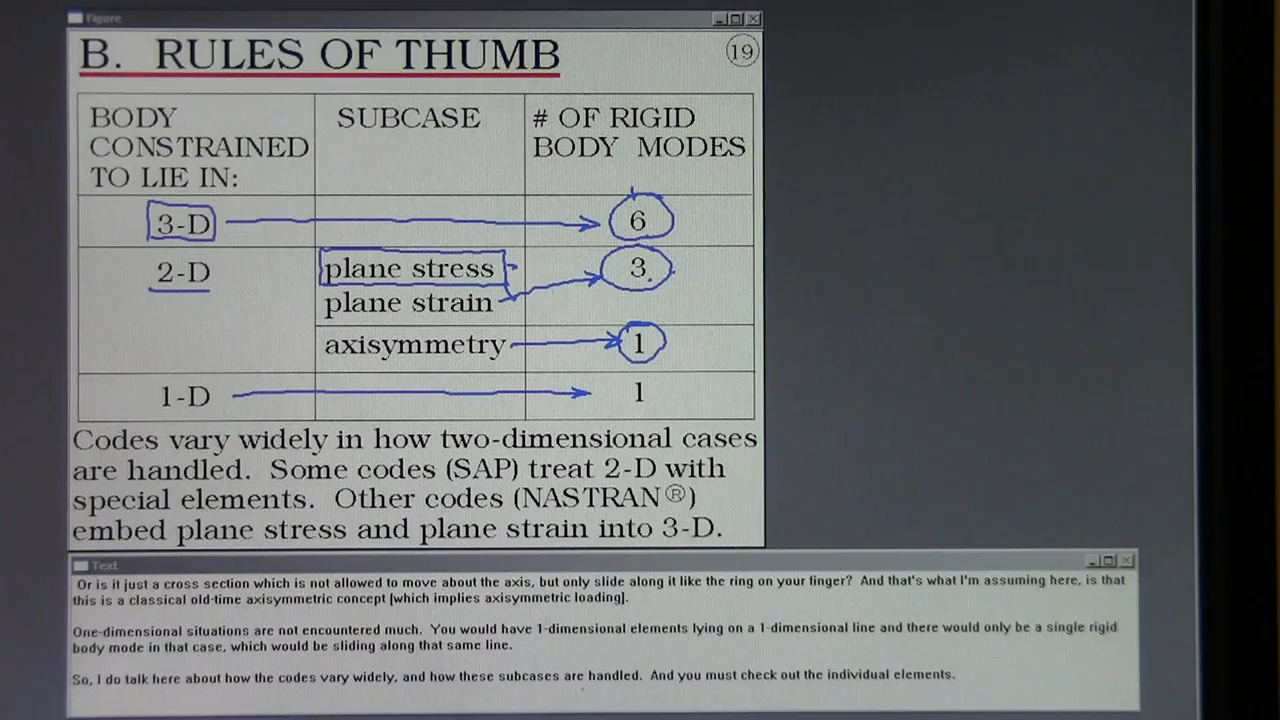 Figure
B. RULES OF THUMB
19
BODY CONSTRAINED TO LIE IN:
SUBCASE
# OF RIGID BODY MODES
3-D
6
2-D
plane stress
3
plane strain
axisymmetry
1
1-D
1
Codes vary widely in how two-dimensional cases
are handled. Some codes (SAP) treat 2-D with
special elements. Other codes (NASTRAN®)
embed plane stress and plane strain into 3-D.
Text
Or is it just a cross section which is not allowed to move about the axis, but only slide along it like the ring on your finger? And that's what I'm assuming here, is that
this is a classical old-time axisymmetric concept [which implies axisymmetric loading].
One-dimensional situations are not encountered much. You would have 1-dimensional elements lying on a 1-dimensional line and there would only be a single rigid
body mode in that case, which would be sliding along that same line.
So, I do talk here about how the codes vary widely, and how these subcases are handled. And you must check out the individual elements.